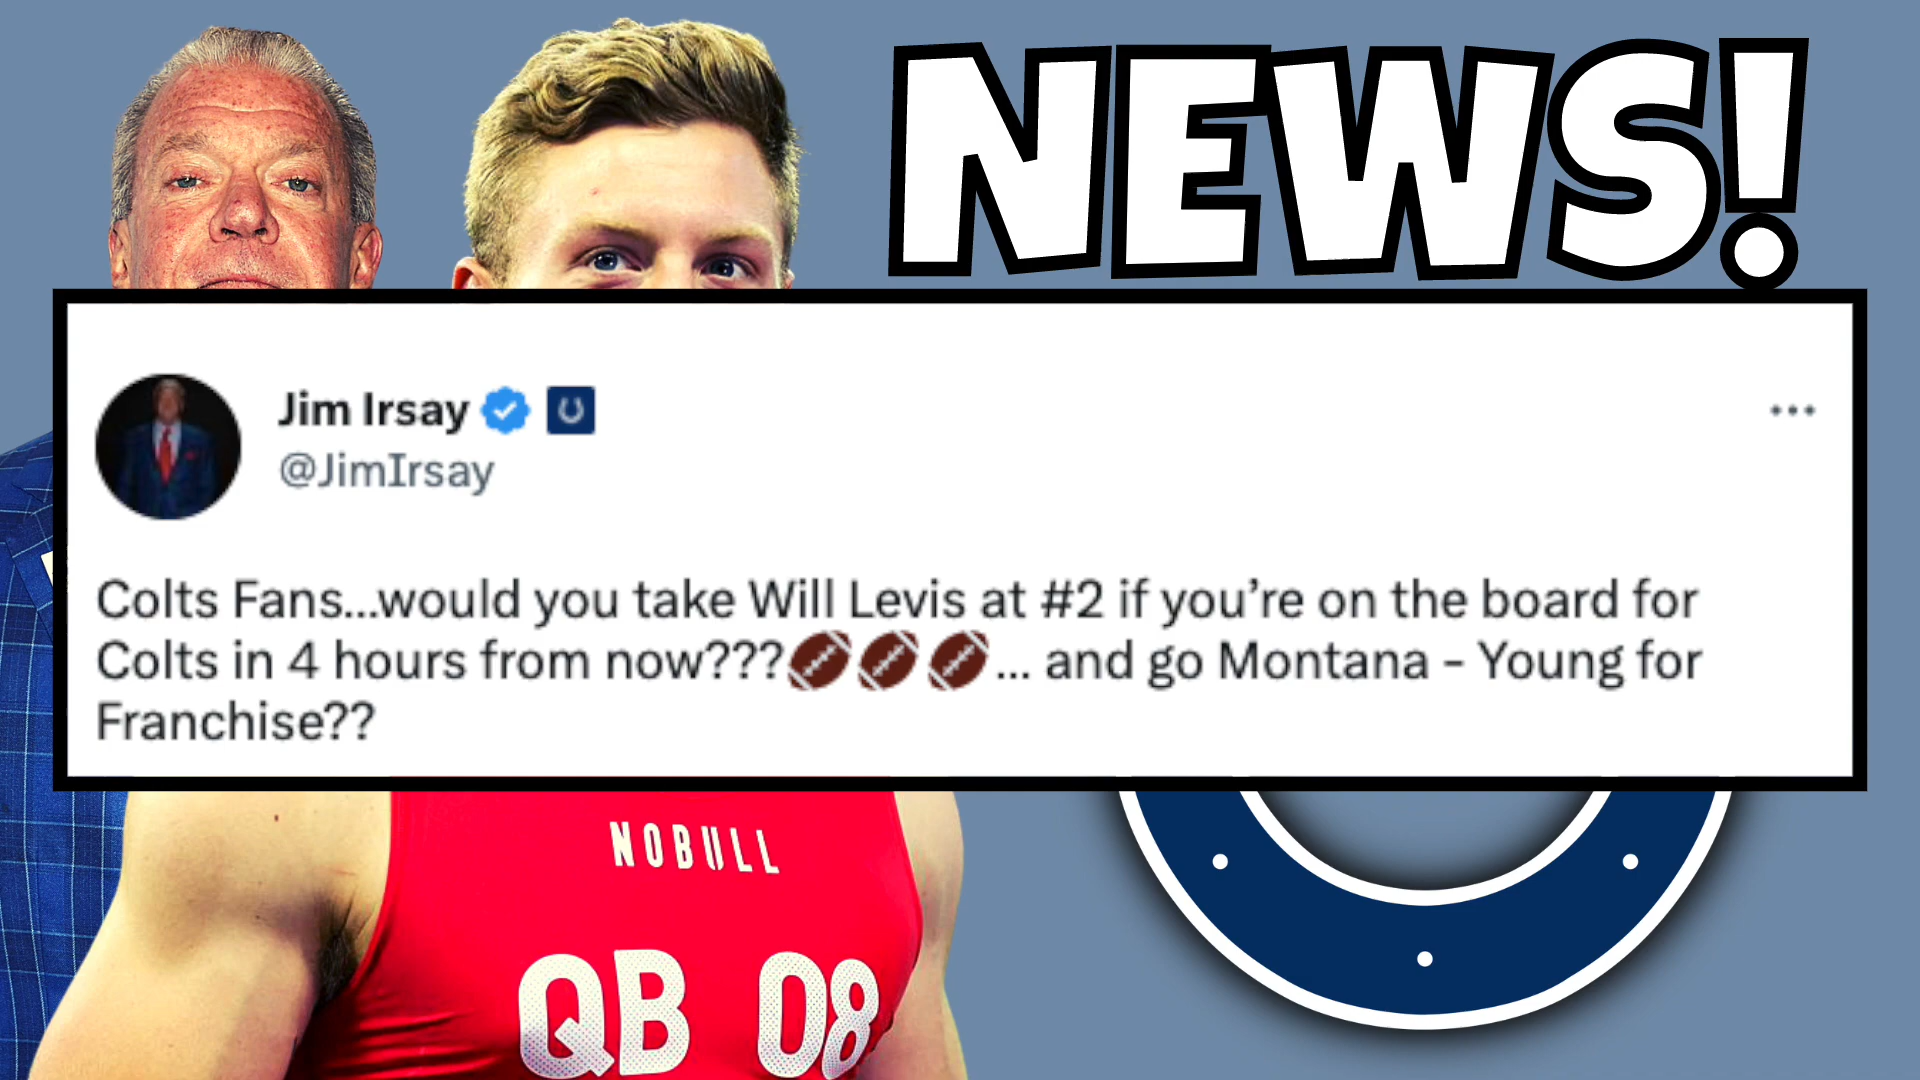 NEWS!
Jim Irsay
@JimIrsay
Colts Fans...would you take Will Levis at #2 if you’re on the board for
Colts in 4 hours from now???🏈🏈🏈... and go Montana - Young for
Franchise??
NOBULL
QB 08